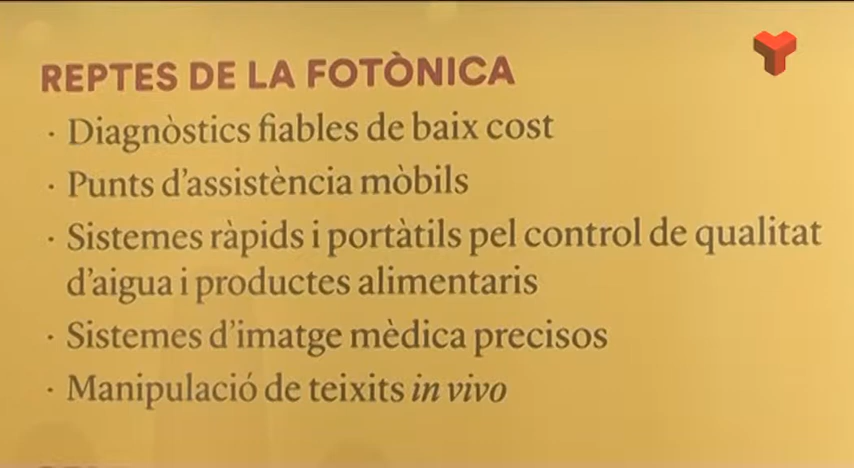 REPTES DE LA FOTÒNICA
· Diagnòstics fiables de baix cost
· Punts d’assistència mòbils
· Sistemes ràpids i portàtils pel control de qualitat
d’aigua i productes alimentaris
· Sistemes d’imatge mèdica precisos
· Manipulació de teixits in vivo